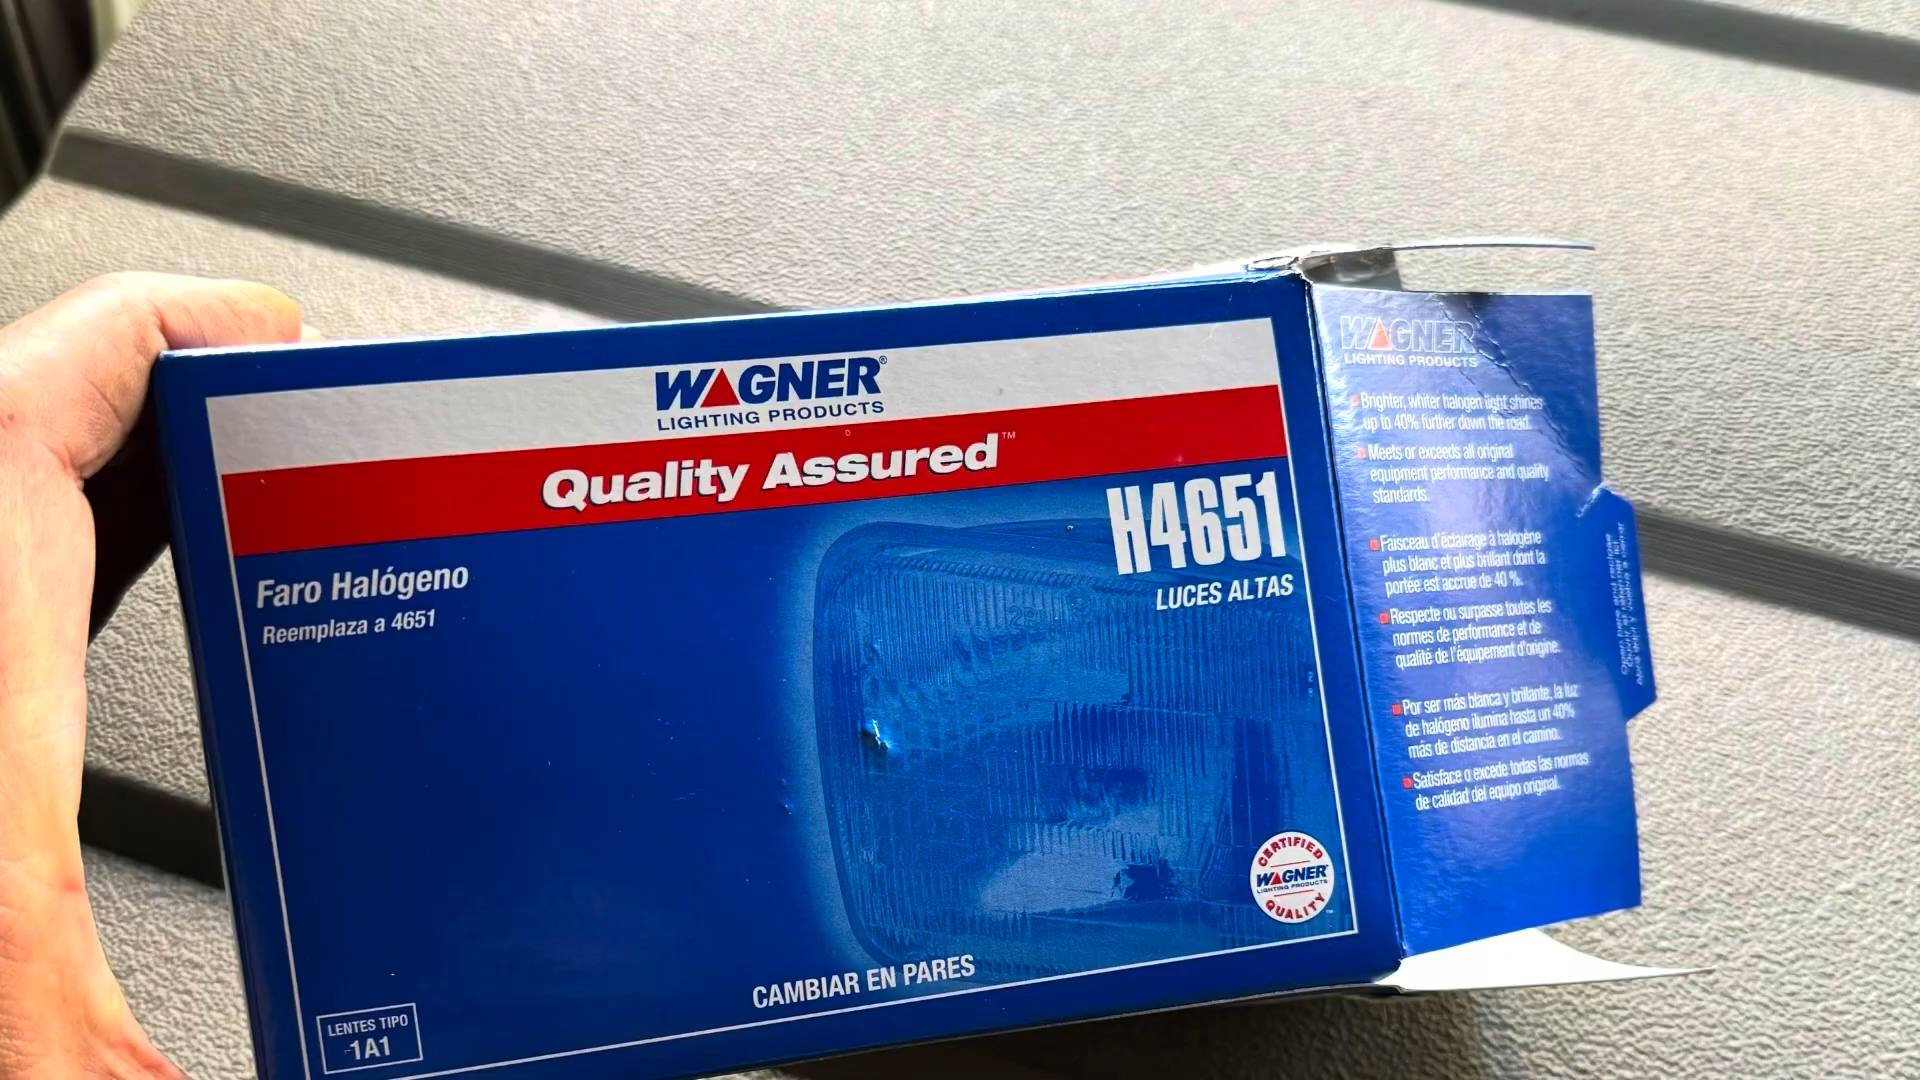 WAGNER®
LIGHTING PRODUCTS
Quality Assured™
H4651
LUCES ALTAS
Faro Halógeno
Reemplaza a 4651
CERTIFIED
WAGNER
LIGHTING PRODUCTS
QUALITY
CAMBIAR EN PARES
LENTES TIPO
1A1
WAGNER
LIGHTING PRODUCTS
Brighter, whiter halogen light shines
up to 40% further down the road.
Meets or exceeds all original
equipment performance and quality
standards.
Faisceau d'éclairage à halogène
plus blanc et plus brillant dont la
portée est accrue de 40 %.
Respecte ou surpasse toutes les
normes de performance et de
qualité de l'équipement d'origine.
Por ser más blanca y brillante, la luz
de halógeno ilumina hasta un 40%
más de distancia en el camino.
Satisface o excede todas las normas
de calidad del equipo original.